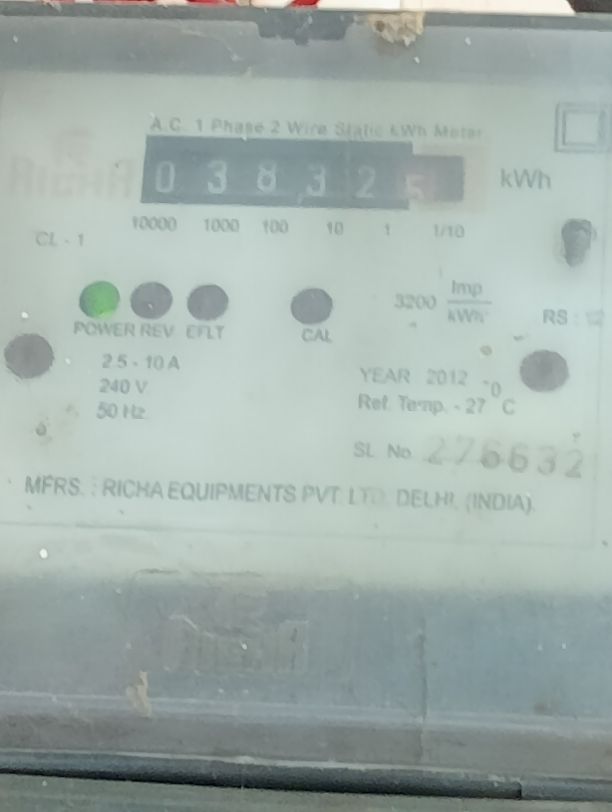 A.C. 1 Phase 2 Wire Static kWh Meter
RICHA
0 3 8 3 2 5 kWh
10000 1000 100 10 1 1/10
CL - 1
3200 Imp
kWh
POWER REV EFLT CAL
RS :
2.5 - 10 A
240 V
50 Hz
YEAR 2012
Ref. Temp. - 27 °C
SL No 276632
MFRS. : RICHA EQUIPMENTS PVT. LTD. DELHI, (INDIA)